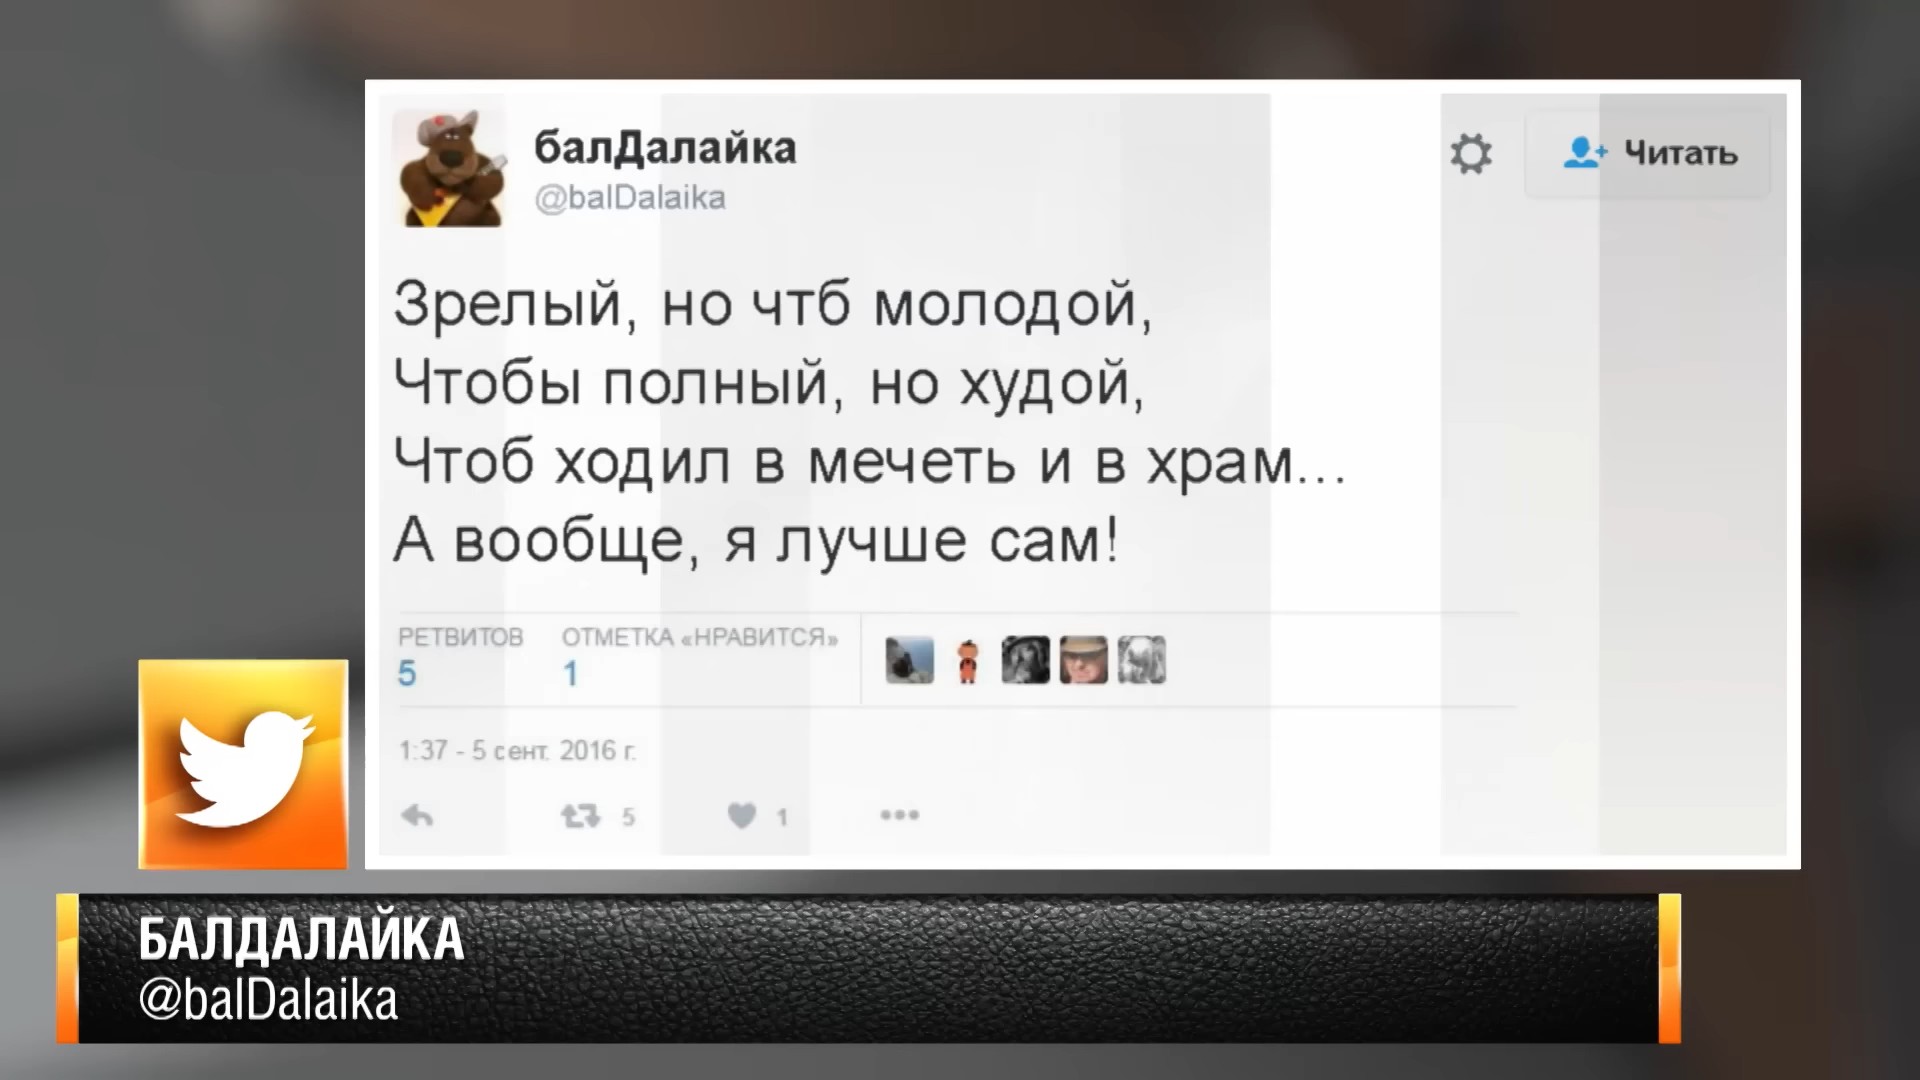 балДалайка
@balDalaika
Читать
Зрелый, но чтб молодой,
Чтобы полный, но худой,
Чтоб ходил в мечеть и в храм...
А вообще, я лучше сам!
РЕТВИТОВ ОТМЕТКА «НРАВИТСЯ»
5 1
1:37 - 5 сент. 2016 г.
5 1
БАЛДАЛАЙКА
@balDalaika